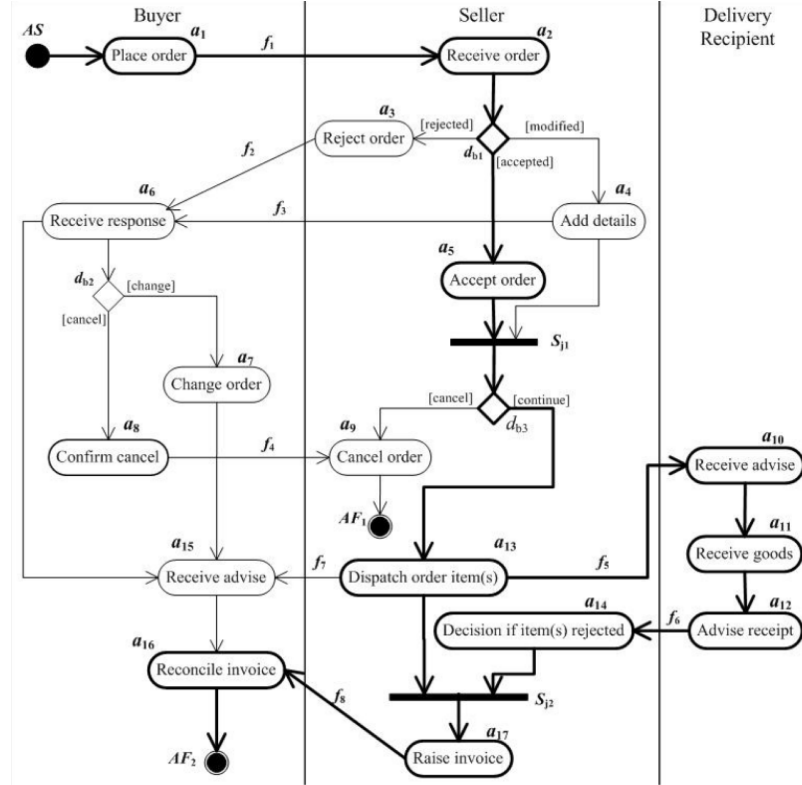 Buyer
Seller
Delivery
Recipient
AS
a1
f1
a2
Place order
Receive order
a3
[rejected]
[modified]
Reject order
db1
[accepted]
f2
a6
a4
Receive response
f3
Add details
a5
db2
[change]
Accept order
[cancel]
Sj1
a7
Change order
[cancel]
[continue]
a8
a9
db3
a10
Confirm cancel
f4
Cancel order
Receive advise
AF1
a11
a15
a13
Receive goods
Receive advise
f7
Dispatch order item(s)
f5
a14
a12
a16
Decision if item(s) rejected
f6
Advise receipt
Reconcile invoice
f8
Sj2
a17
AF2
Raise invoice